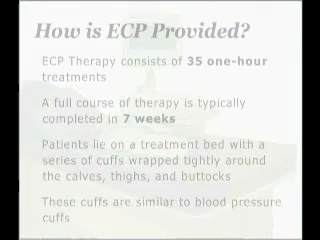 How is ECP Provided?
ECP Therapy consists of 35 one-hour
treatments
A full course of therapy is typically
completed in 7 weeks
Patients lie on a treatment bed with a
series of cuffs wrapped tightly around
the calves, thighs, and buttocks
These cuffs are similar to blood pressure
cuffs